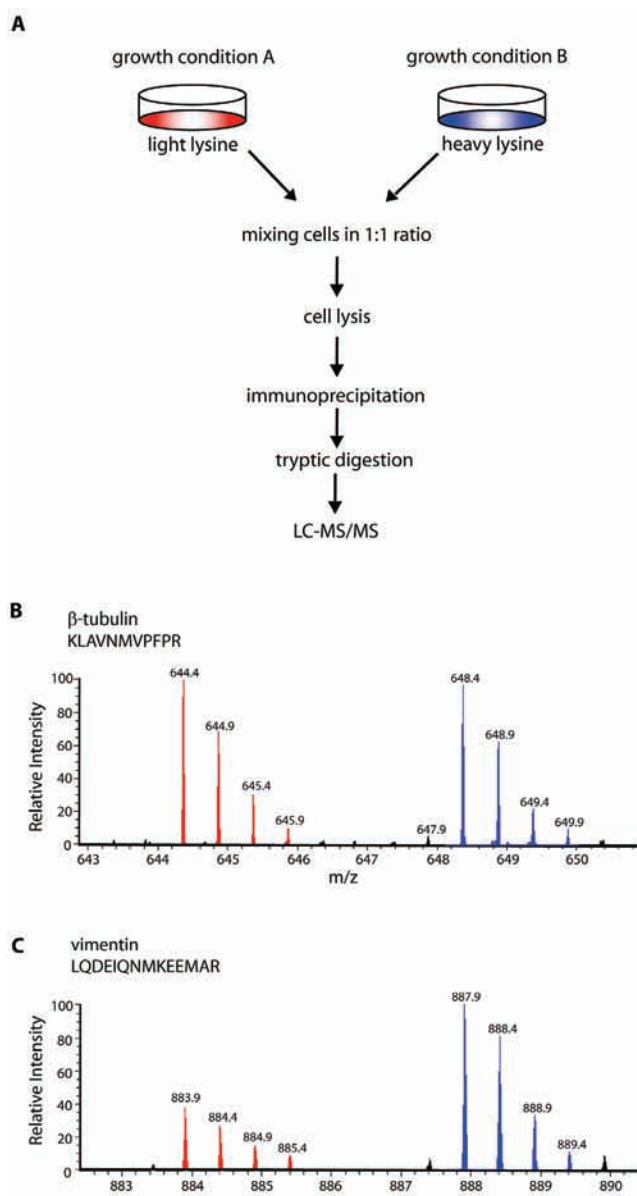 A
growth condition A growth condition B
light lysine heavy lysine
mixing cells in 1:1 ratio
cell lysis
immunoprecipitation
tryptic digestion
LC-MS/MS
B
β-tubulin
KLAVNMVPFPR
Relative Intensity
100
80
60
40
20
0
644.4
644.9
645.4
645.9
647.9
648.4
648.9
649.4
649.9
643 644 645 646 647 648 649 650
m/z
C
vimentin
LQDEIQNMKEEMAR
Relative Intensity
100
80
60
40
20
0
883.9
884.4
884.9
885.4
887.9
888.4
888.9
889.4
883 884 885 886 887 888 889 890